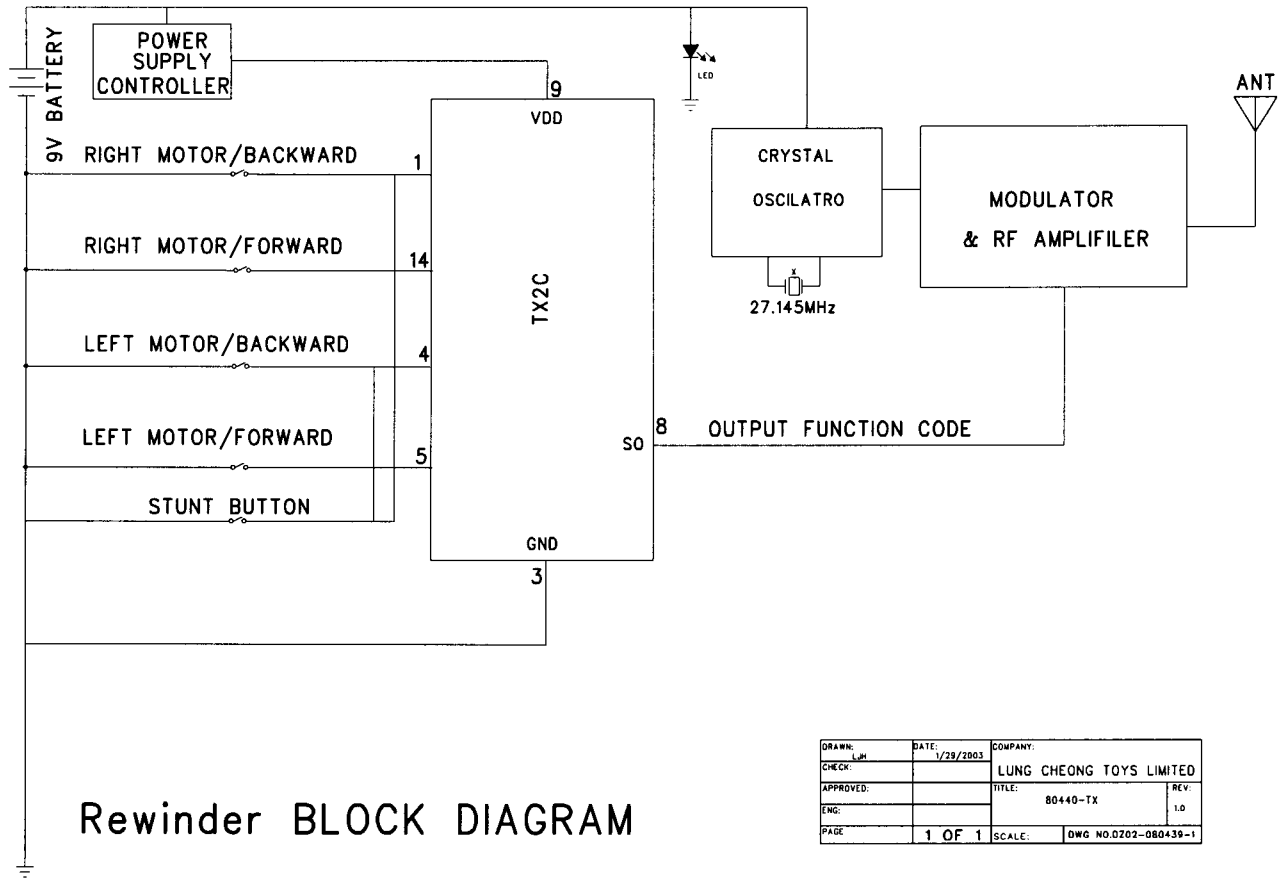 POWER
SUPPLY
CONTROLLER
9V BATTERY
LED
ANT
9
VDD
RIGHT MOTOR/BACKWARD
1
CRYSTAL
OSCILATRO
MODULATOR
& RF AMPLIFILER
RIGHT MOTOR/FORWARD
14
TX2C
X
27.145MHz
LEFT MOTOR/BACKWARD
4
LEFT MOTOR/FORWARD
5
SO
8
OUTPUT FUNCTION CODE
STUNT BUTTON
GND
3
Rewinder BLOCK DIAGRAM
DRAWN: LJH
DATE: 1/29/2003
COMPANY:
LUNG CHEONG TOYS LIMITED
CHECK:
APPROVED:
TITLE: 80440-TX
REV: 1.0
ENG:
PAGE 1 OF 1
SCALE:
DWG NO.DZ02-080439-1